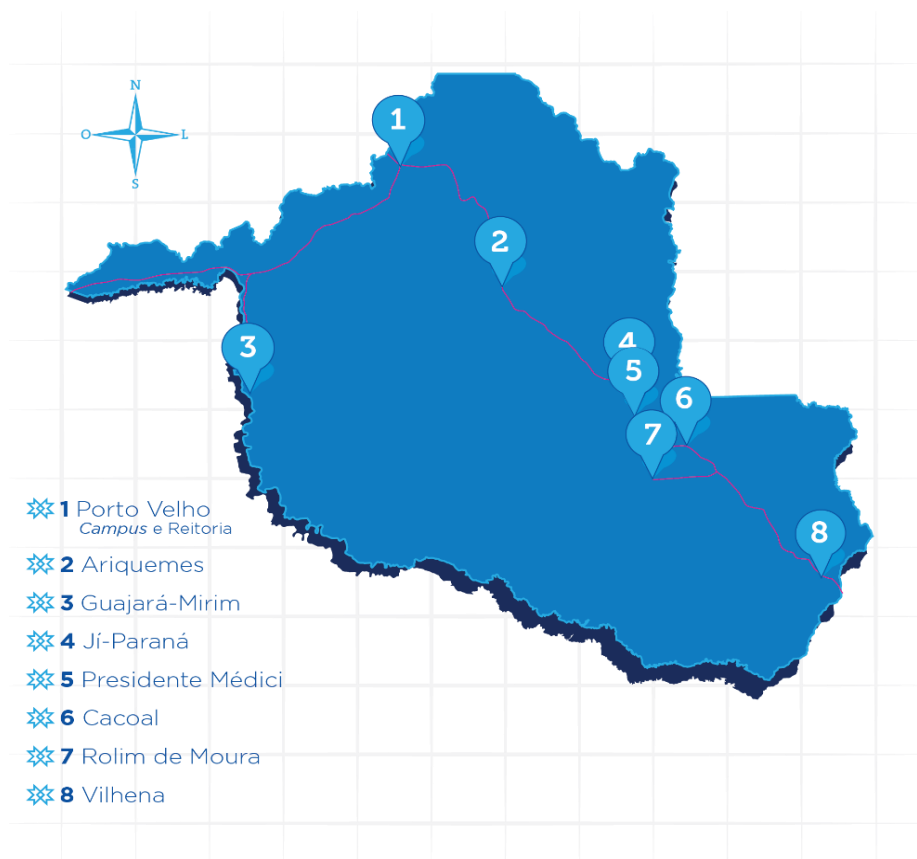 N
O L
S
1
2
3
4
5
6
7
8
1 Porto Velho
Campus e Reitoria
2 Ariquemes
3 Guajará-Mirim
4 Jí-Paraná
5 Presidente Médici
6 Cacoal
7 Rolim de Moura
8 Vilhena